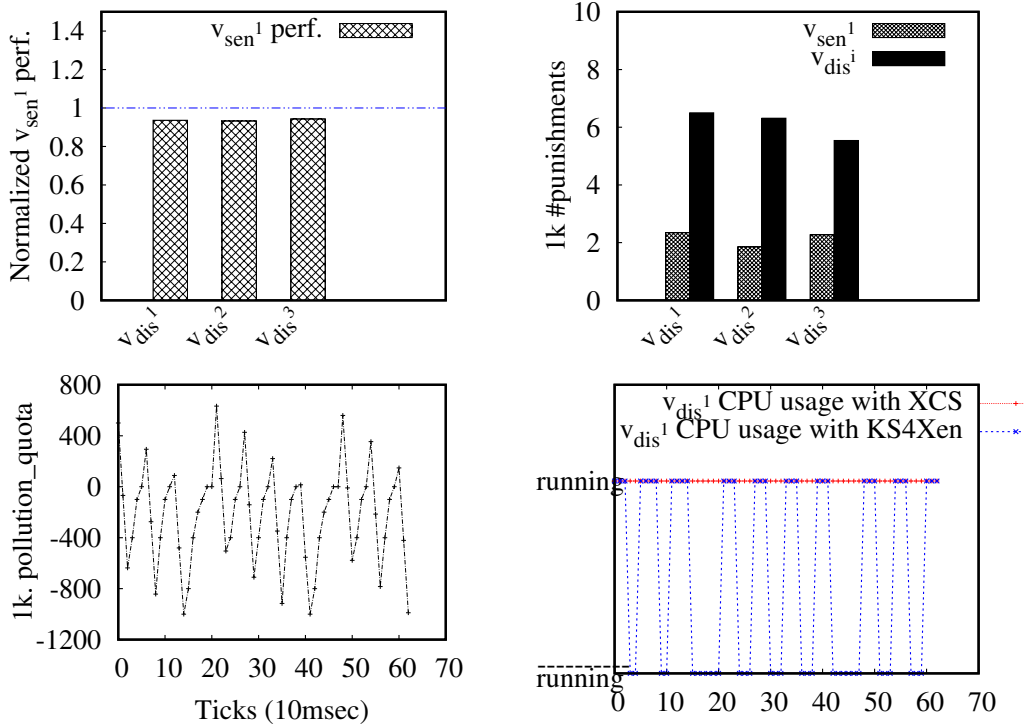 1.4
1.2
1
0.8
0.6
0.4
0.2
0
Normalized v_sen^1 perf.
v_sen^1 perf.
v_dis^1
v_dis^2
v_dis^3
10
8
6
4
2
0
1k #punishments
v_sen^1
v_dis^i
v_dis^1
v_dis^2
v_dis^3
800
400
0
-400
-800
-1200
1k. pollution_quota
0 10 20 30 40 50 60 70
Ticks (10msec)
v_dis^1 CPU usage with XCS
v_dis^1 CPU usage with KS4Xen
running
running
0 10 20 30 40 50 60 70